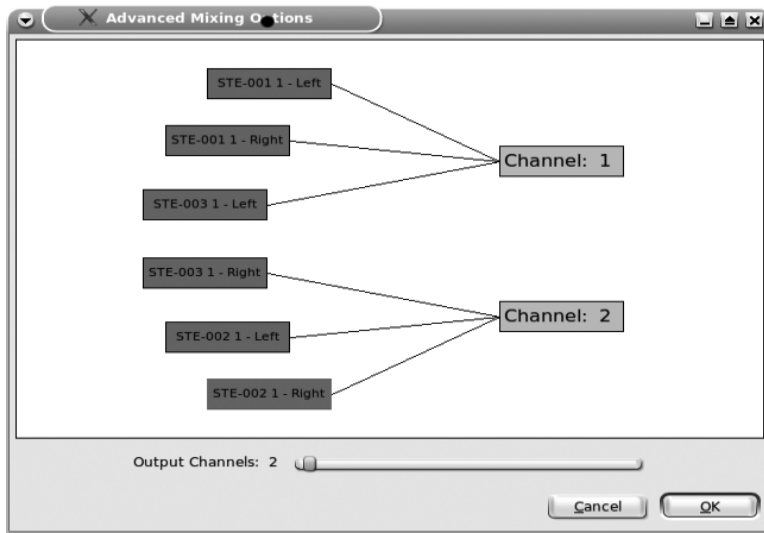 Advanced Mixing Options
STE-001 1 - Left
STE-001 1 - Right
Channel: 1
STE-003 1 - Left
STE-003 1 - Right
Channel: 2
STE-002 1 - Left
STE-002 1 - Right
Output Channels: 2
Cancel
OK